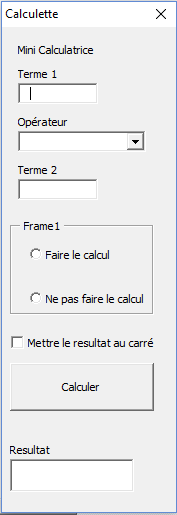 Calculette
Mini Calculatrice
Terme 1
Opérateur
Terme 2
Frame1
Faire le calcul
Ne pas faire le calcul
Mettre le resultat au carré
Calculer
Resultat